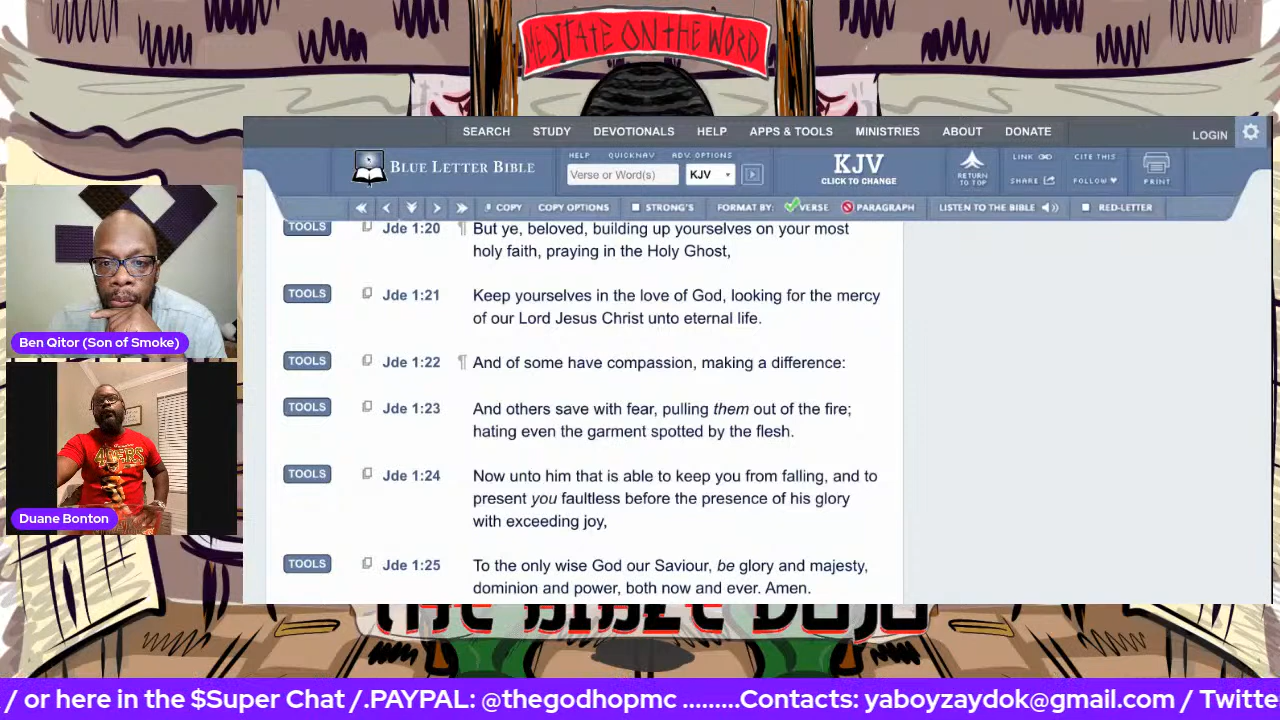 MEDITATE ON THE WORD
SEARCH STUDY DEVOTIONALS HELP APPS & TOOLS MINISTRIES ABOUT DONATE LOGIN
BLUE LETTER BIBLE
HELP QUICKNAV ADV. OPTIONS
Verse or Word(s) KJV
KJV
CLICK TO CHANGE
RETURN TO TOP
LINK CITE THIS
SHARE FOLLOW PRINT
COPY COPY OPTIONS STRONG'S FORMAT BY: VERSE PARAGRAPH LISTEN TO THE BIBLE RED-LETTER
TOOLS Jde 1:20 ¶ But ye, beloved, building up yourselves on your most
holy faith, praying in the Holy Ghost,
TOOLS Jde 1:21 Keep yourselves in the love of God, looking for the mercy
of our Lord Jesus Christ unto eternal life.
TOOLS Jde 1:22 ¶ And of some have compassion, making a difference:
TOOLS Jde 1:23 And others save with fear, pulling them out of the fire;
hating even the garment spotted by the flesh.
TOOLS Jde 1:24 Now unto him that is able to keep you from falling, and to
present you faultless before the presence of his glory
with exceeding joy,
TOOLS Jde 1:25 To the only wise God our Saviour, be glory and majesty,
dominion and power, both now and ever. Amen.
Ben Qitor (Son of Smoke)
49ERS
Duane Bonton
THE BIBLE DOJO
/ or here in the $Super Chat /.PAYPAL: @thegodhopmc .........Contacts: yaboyzaydok@gmail.com / Twitte